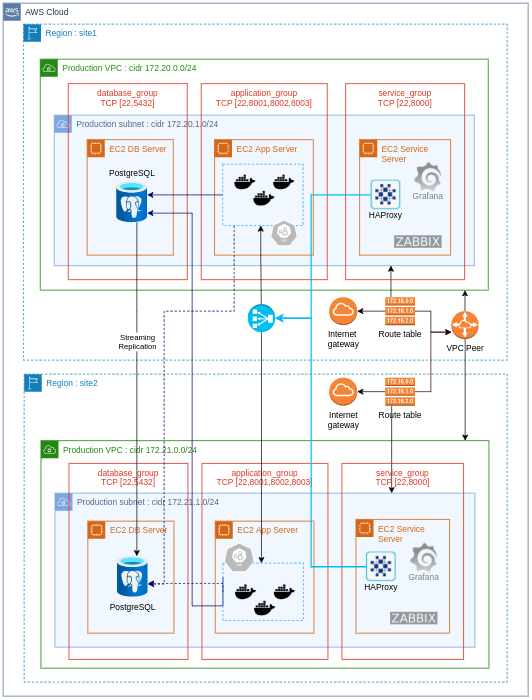 aws
AWS Cloud
Region : site1
Production VPC : cidr 172.20.0.0/24
database_group
TCP [22,5432]
application_group
TCP [22,8001,8002,8003]
service_group
TCP [22,8000]
Production subnet : cidr 172.20.1.0/24
EC2 DB Server
EC2 App Server
EC2 Service
Server
PostgreSQL
Grafana
HAProxy
ZABBIX
172.16.0.0
172.16.1.0
172.16.2.0
Internet
gateway
Route table
VPC Peer
Streaming
Replication
Region : site2
172.16.0.0
172.16.1.0
172.16.2.0
Internet
gateway
Route table
Production VPC : cidr 172.21.0.0/24
database_group
TCP [22,5432]
application_group
TCP [22,8001,8002,8003
service_group
TCP [22,8000]
Production subnet : cidr 172.21.1.0/24
EC2 DB Server
EC2 App Server
EC2 Service
Server
Grafana
HAProxy
PostgreSQL
ZABBIX